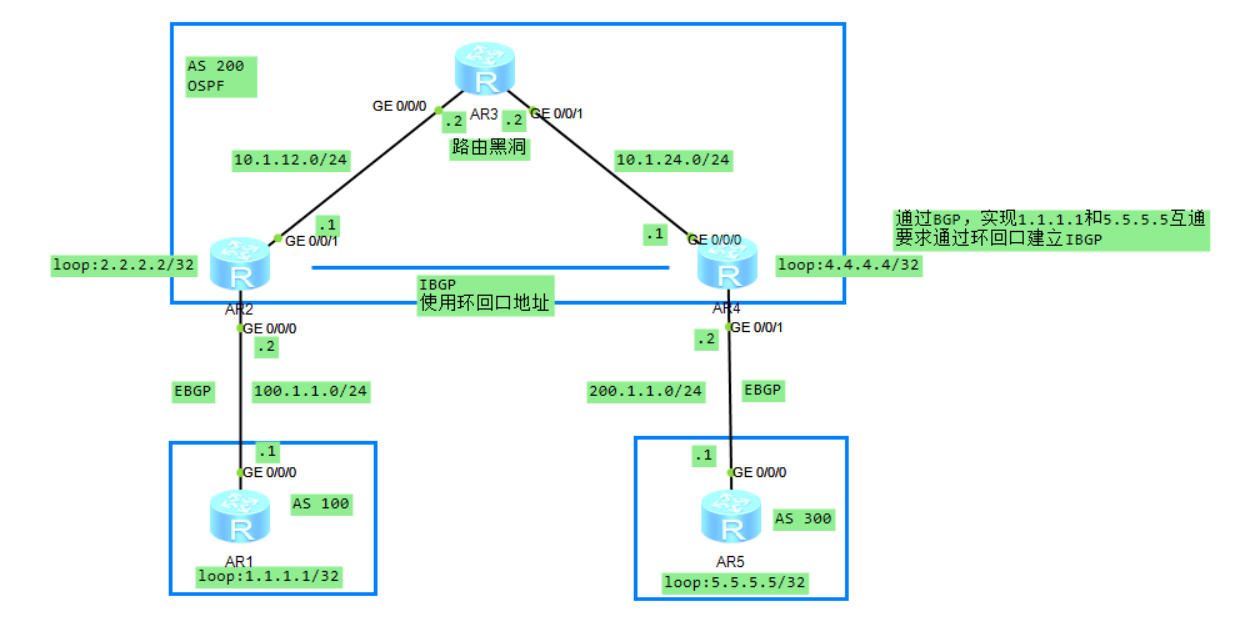 AS 200
OSPF
R
GE 0/0/0
AR3
GE 0/0/1
.2
.2
路由黑洞
10.1.12.0/24
10.1.24.0/24
通过BGP，实现1.1.1.1和5.5.5.5互通
要求通过环回口建立IBGP
.1
GE 0/0/1
.1
GE 0/0/0
loop:2.2.2.2/32
R
R
loop:4.4.4.4/32
IBGP
使用环回口地址
AR2
AR4
GE 0/0/0
GE 0/0/1
.2
.2
EBGP
100.1.1.0/24
200.1.1.0/24
EBGP
.1
.1
GE 0/0/0
GE 0/0/0
R
AS 100
R
AS 300
AR1
AR5
loop:1.1.1.1/32
loop:5.5.5.5/32